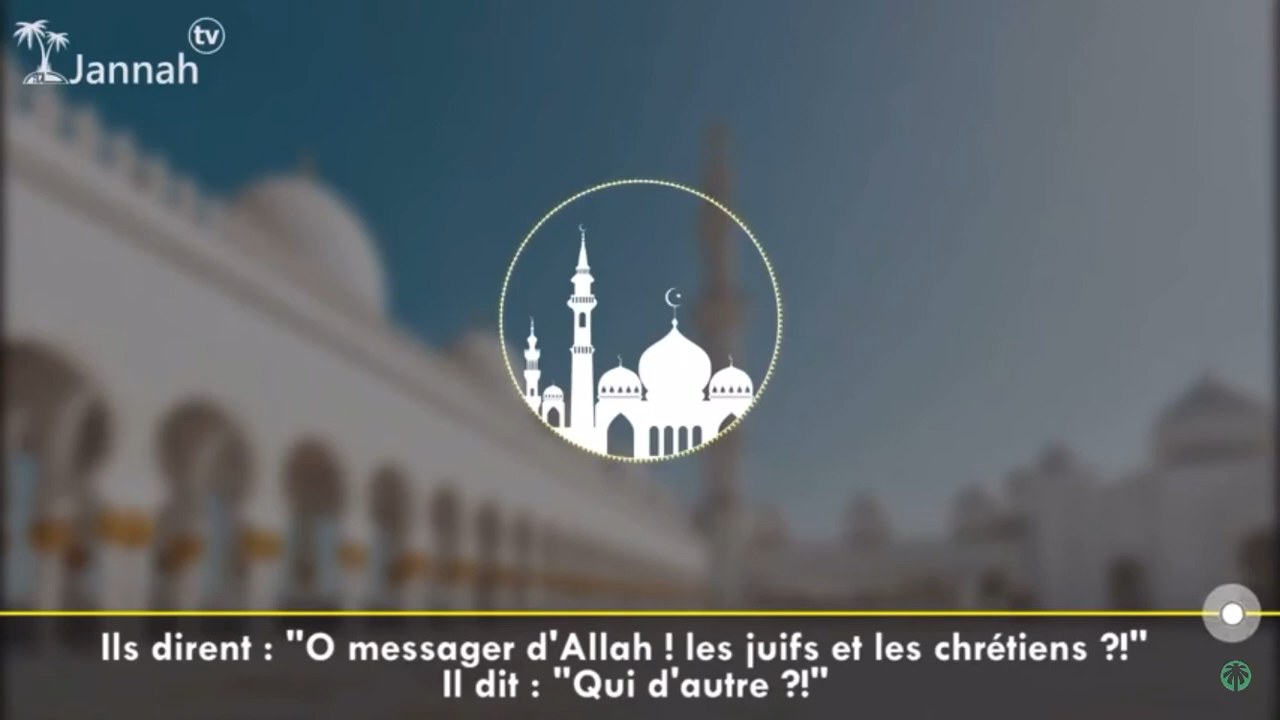 tv
Jannah
Ils dirent : "O messager d'Allah ! les juifs et les chrétiens ?!"
Il dit : "Qui d'autre ?!"